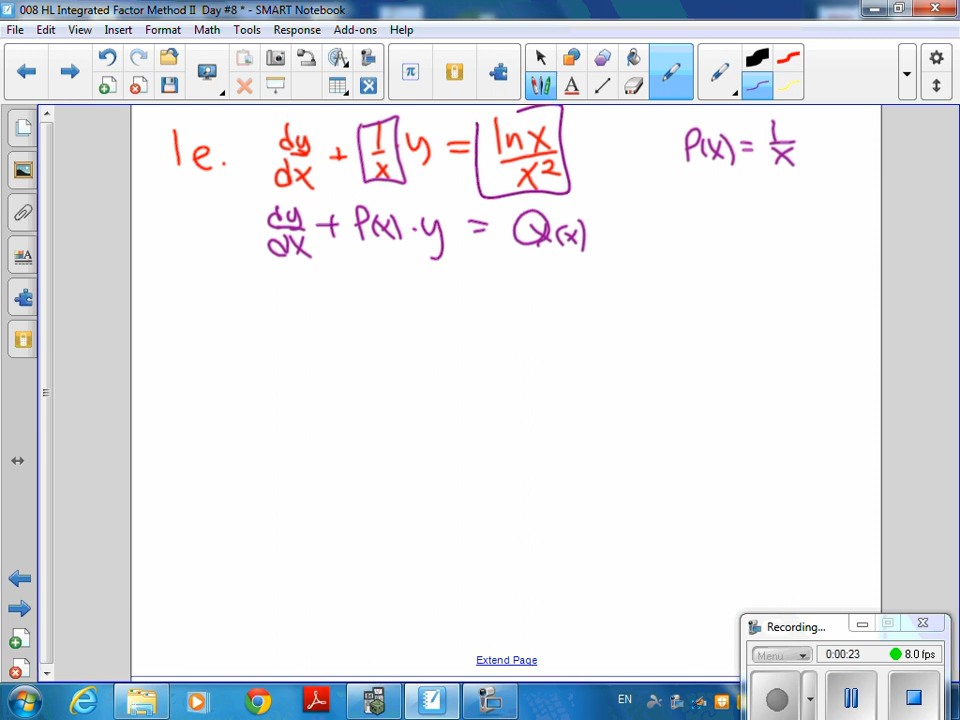 008 HL Integrated Factor Method II Day #8 * - SMART Notebook
File Edit View Insert Format Math Tools Response Add-ons Help
1e. dy/dx + 1/x y = ln x/x² P(x) = 1/x
dy/dx + P(x) · y = Q(x)
Extend Page
Recording...
Menu 0:00:23 8.0 fps
EN